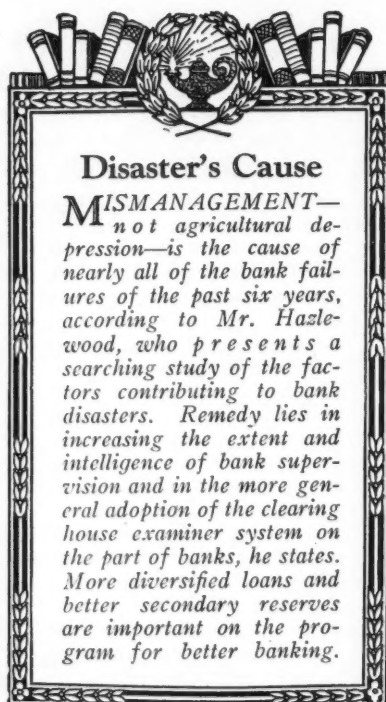 Disaster's Cause
MISMANAGEMENT—
not agricultural de-
pression—is the cause of
nearly all of the bank fail-
ures of the past six years,
according to Mr. Hazle-
wood, who presents a
searching study of the fac-
tors contributing to bank
disasters. Remedy lies in
increasing the extent and
intelligence of bank super-
vision and in the more gen-
eral adoption of the clearing
house examiner system on
the part of banks, he states.
More diversified loans and
better secondary reserves
are important on the pro-
gram for better banking.